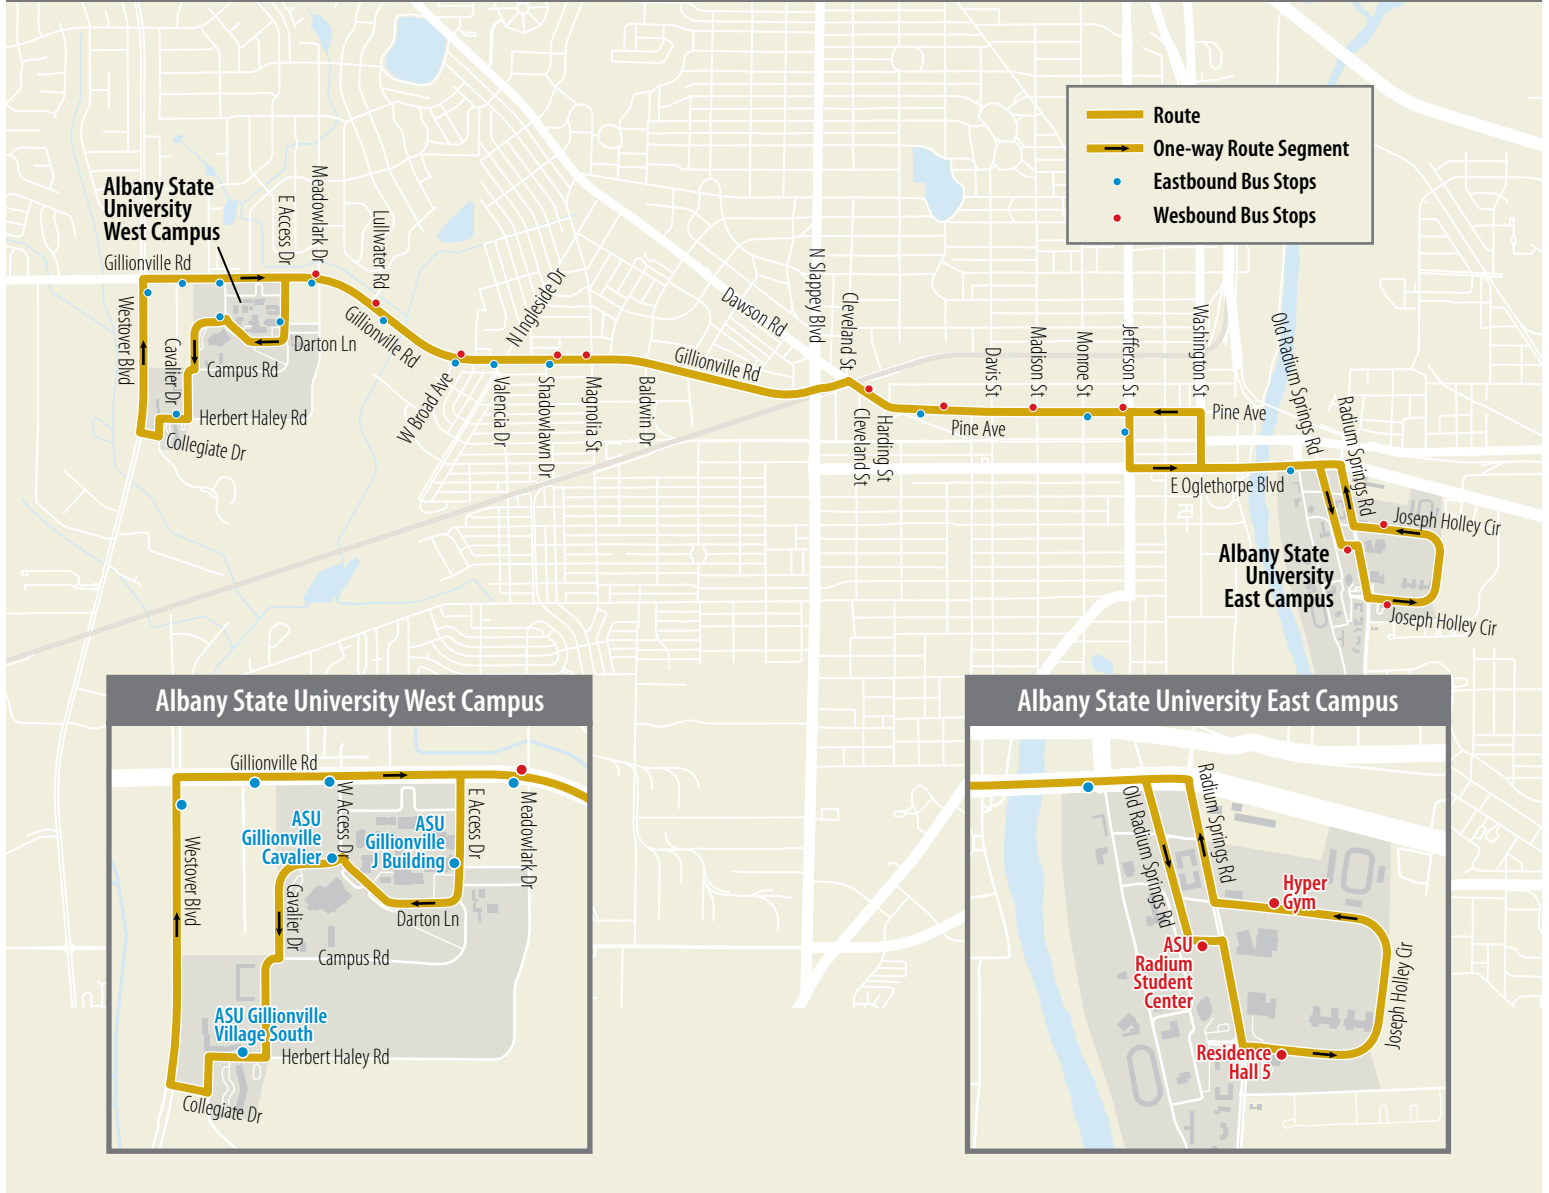 Route
One-way Route Segment
Eastbound Bus Stops
Wesbound Bus Stops
Albany State
University
West Campus
Gillionville Rd
E Access Dr
Meadowlark Dr
Lullwater Rd
Westover Blvd
Cavalier Dr
Darton Ln
Campus Rd
Herbert Haley Rd
Collegiate Dr
Gillionville Rd
W Broad Ave
N Ingleside Dr
Valencia Dr
Shadowlawn Dr
Magnolia St
Baldwin Dr
Gillionville Rd
Dawson Rd
N Slappey Blvd
Cleveland St
Cleveland St
Harding St
Pine Ave
Davis St
Madison St
Monroe St
Jefferson St
Washington St
Pine Ave
E Oglethorpe Blvd
Old Radium Springs Rd
Radium Springs Rd
Joseph Holley Cir
Albany State
University
East Campus
Joseph Holley Cir
Albany State University West Campus
Gillionville Rd
W Access Dr
E Access Dr
Meadowlark Dr
ASU
Gillionville
Cavalier
ASU
Gillionville
J Building
Westover Blvd
Cavalier Dr
Darton Ln
Campus Rd
ASU Gillionville
Village South
Herbert Haley Rd
Collegiate Dr
Albany State University East Campus
Old Radium Springs Rd
Radium Springs Rd
Hyper
Gym
ASU
Radium
Student
Center
Joseph Holley Cir
Residence
Hall 5